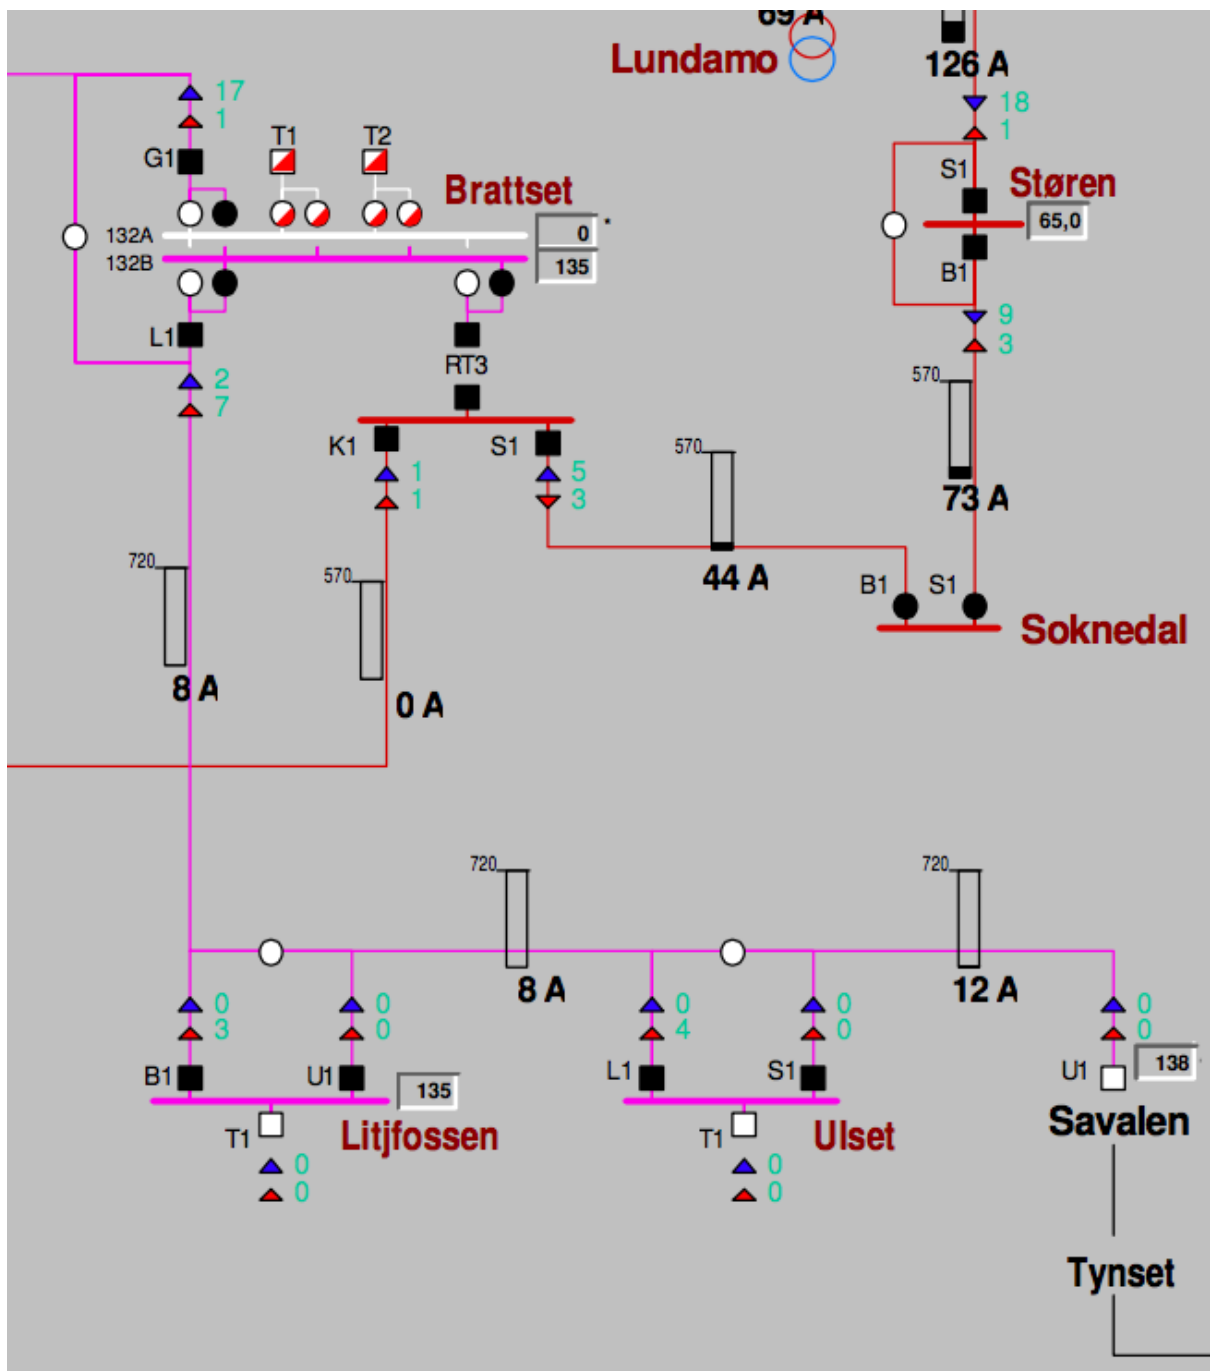 69 A
Lundamo
126 A
17
1
18
1
G1
T1
T2
Brattset
S1
Støren
65,0
132A
0
*
132B
135
B1
L1
RT3
9
3
2
7
570
K1
S1
1
1
5
3
570
73 A
720
570
44 A
B1
S1
Soknedal
8 A
0 A
720
720
8 A
12 A
0
3
0
0
0
4
0
0
0
0
B1
U1
135
L1
S1
U1
138
T1
Litjfossen
T1
Ulset
Savalen
0
0
0
0
Tynset